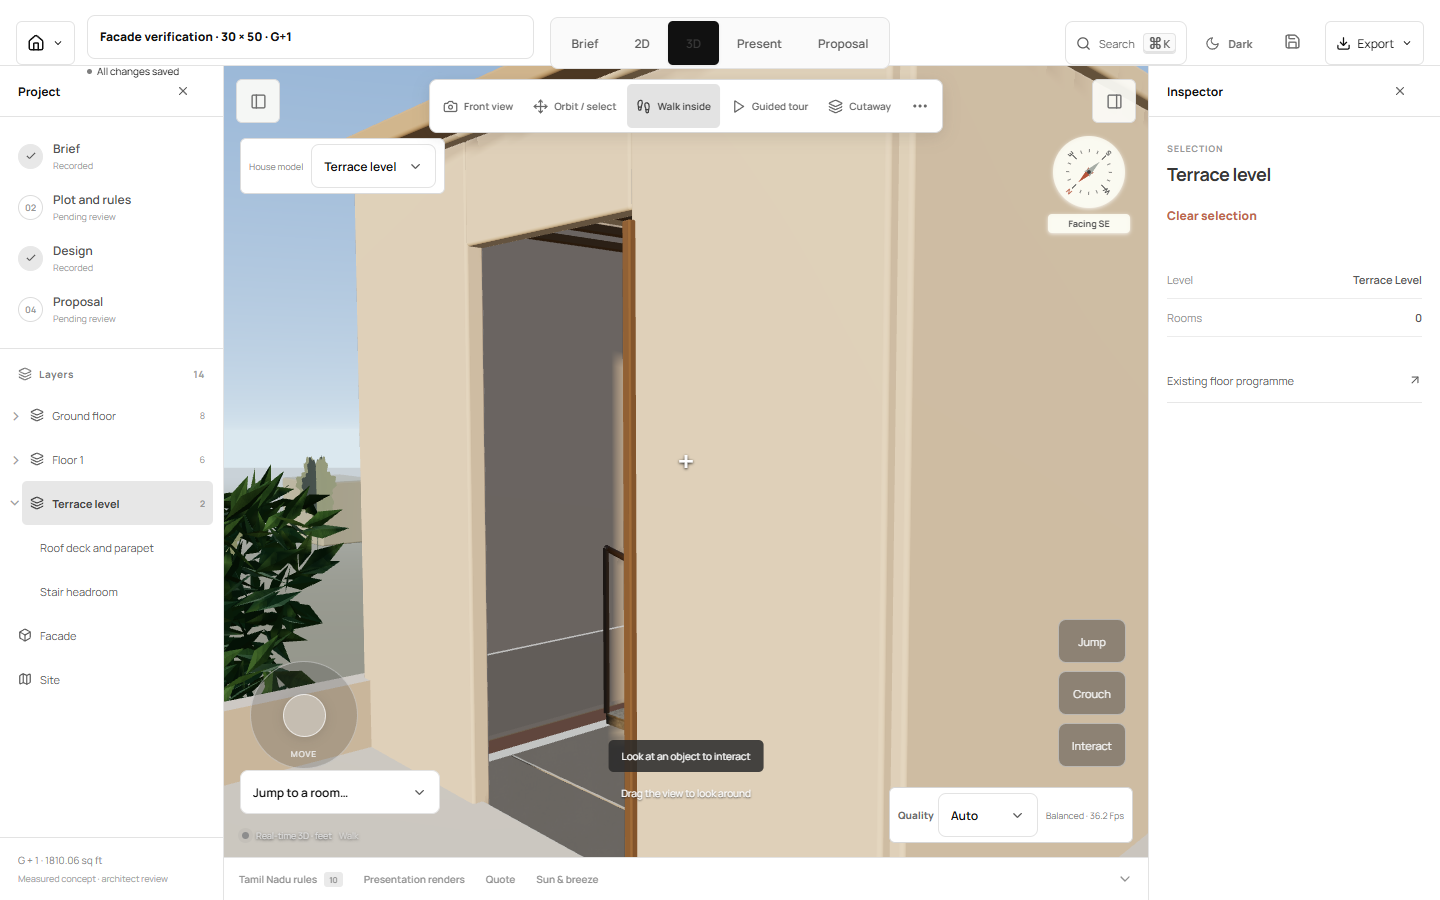 Facade verification · 30 × 50 · G+1
Brief
2D
3D
Present
Proposal
Search
⌘ K
Dark
Export
All changes saved
Project
Brief
Recorded
02
Plot and rules
Pending review
Design
Recorded
04
Proposal
Pending review
Layers
14
Ground floor
8
Floor 1
6
Terrace level
2
Roof deck and parapet
Stair headroom
Facade
Site
G + 1 · 1810.06 sq ft
Measured concept · architect review
Front view
Orbit / select
Walk inside
Guided tour
Cutaway
House model
Terrace level
Facing SE
MOVE
Jump to a room...
Real-time 3D · feet · Walk
Look at an object to interact
Drag the view to look around
Jump
Crouch
Interact
Quality
Auto
Balanced · 36.2 Fps
Tamil Nadu rules
10
Presentation renders
Quote
Sun & breeze
Inspector
SELECTION
Terrace level
Clear selection
Level
Terrace Level
Rooms
0
Existing floor programme